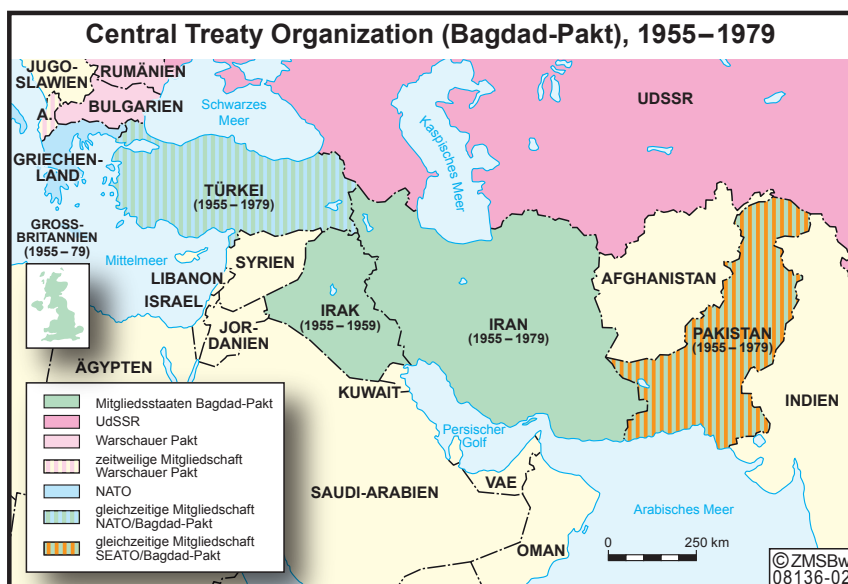 Central Treaty Organization (Bagdad-Pakt), 1955–1979
JUGO-
SLAWIEN
RUMÄNIEN
BULGARIEN
A.
Schwarzes
Meer
Kaspisches Meer
UDSSR
GRIECHEN-
LAND
TÜRKEI
(1955–1979)
GROSS-
BRITANNIEN
(1955–79)
Mittelmeer
LIBANON
ISRAEL
SYRIEN
JOR-
DANIEN
IRAK
(1955–1959)
IRAN
(1955–1979)
AFGHANISTAN
PAKISTAN
(1955–1979)
INDIEN
ÄGYPTEN
KUWAIT
Persischer
Golf
SAUDI-ARABIEN
VAE
OMAN
Arabisches Meer
Mitgliedsstaaten Bagdad-Pakt
UdSSR
Warschauer Pakt
zeitweilige Mitgliedschaft
Warschauer Pakt
NATO
gleichzeitige Mitgliedschaft
NATO/Bagdad-Pakt
gleichzeitige Mitgliedschaft
SEATO/Bagdad-Pakt
0 250 km
©ZMSBw
08136-02